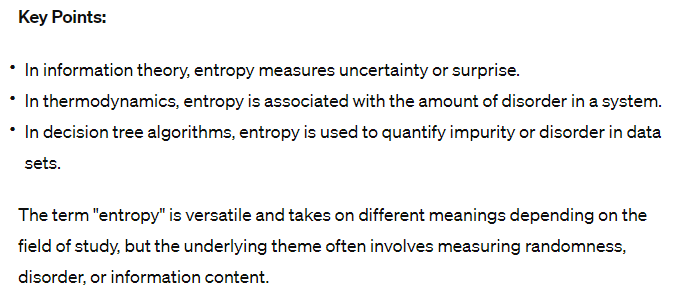 Key Points:
• In information theory, entropy measures uncertainty or surprise.
• In thermodynamics, entropy is associated with the amount of disorder in a system.
• In decision tree algorithms, entropy is used to quantify impurity or disorder in data
sets.
The term "entropy" is versatile and takes on different meanings depending on the
field of study, but the underlying theme often involves measuring randomness,
disorder, or information content.